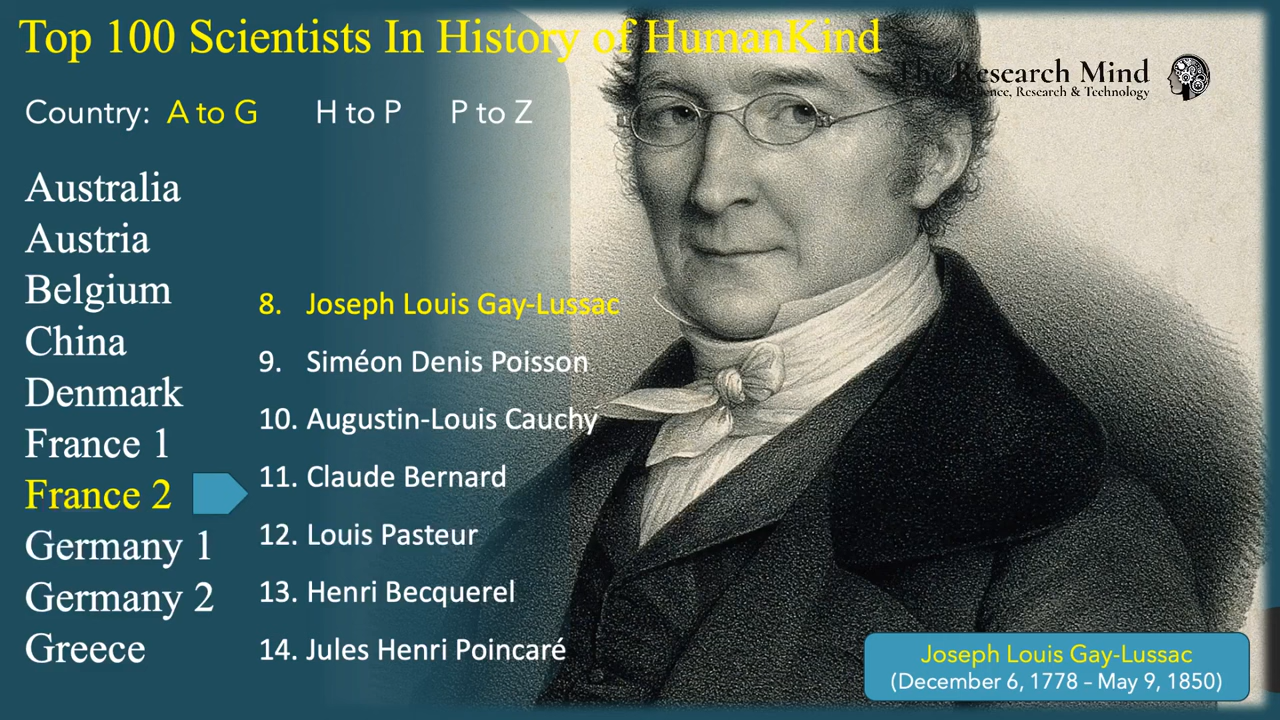 Top 100 Scientists In History of HumanKind
The Research Mind
ence, Research & Technology
Country: A to G H to P P to Z
Australia
Austria
Belgium
China
Denmark
France 1
France 2
Germany 1
Germany 2
Greece
8. Joseph Louis Gay-Lussac
9. Siméon Denis Poisson
10. Augustin-Louis Cauchy
11. Claude Bernard
12. Louis Pasteur
13. Henri Becquerel
14. Jules Henri Poincaré
Joseph Louis Gay-Lussac
(December 6, 1778 – May 9, 1850)